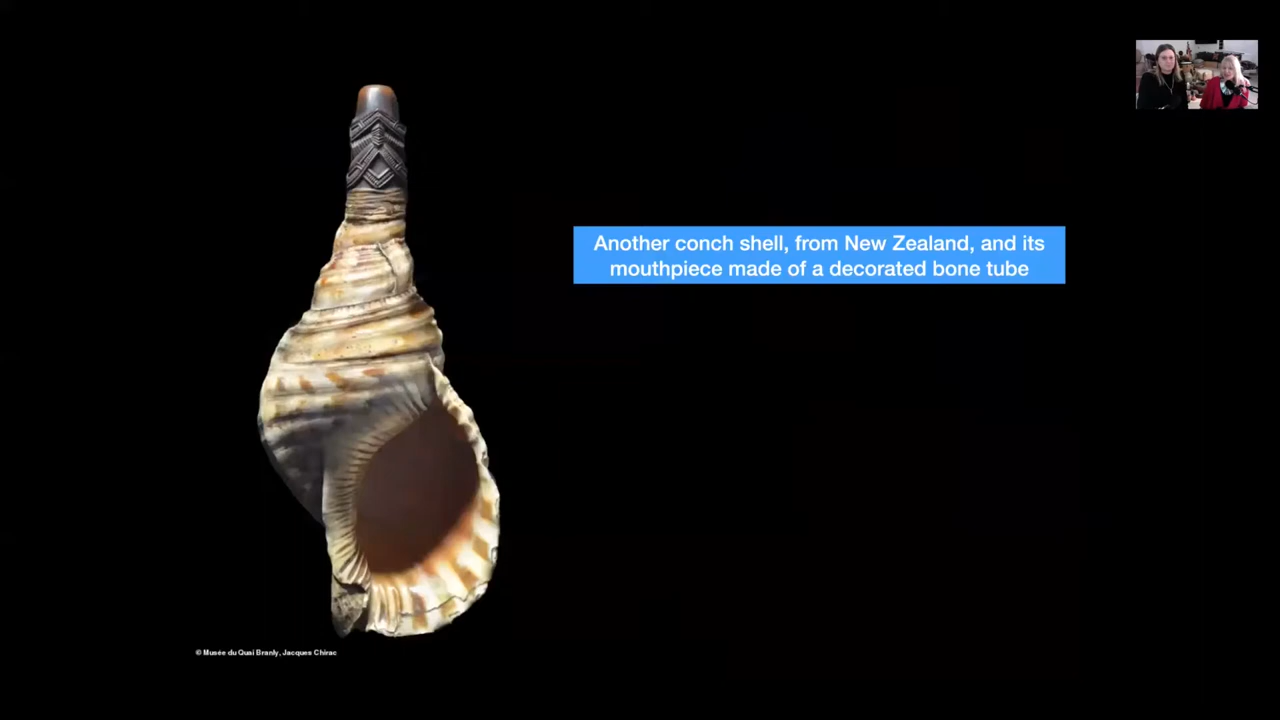 Another conch shell, from New Zealand, and its
mouthpiece made of a decorated bone tube
© Musée du Quai Branly, Jacques Chirac